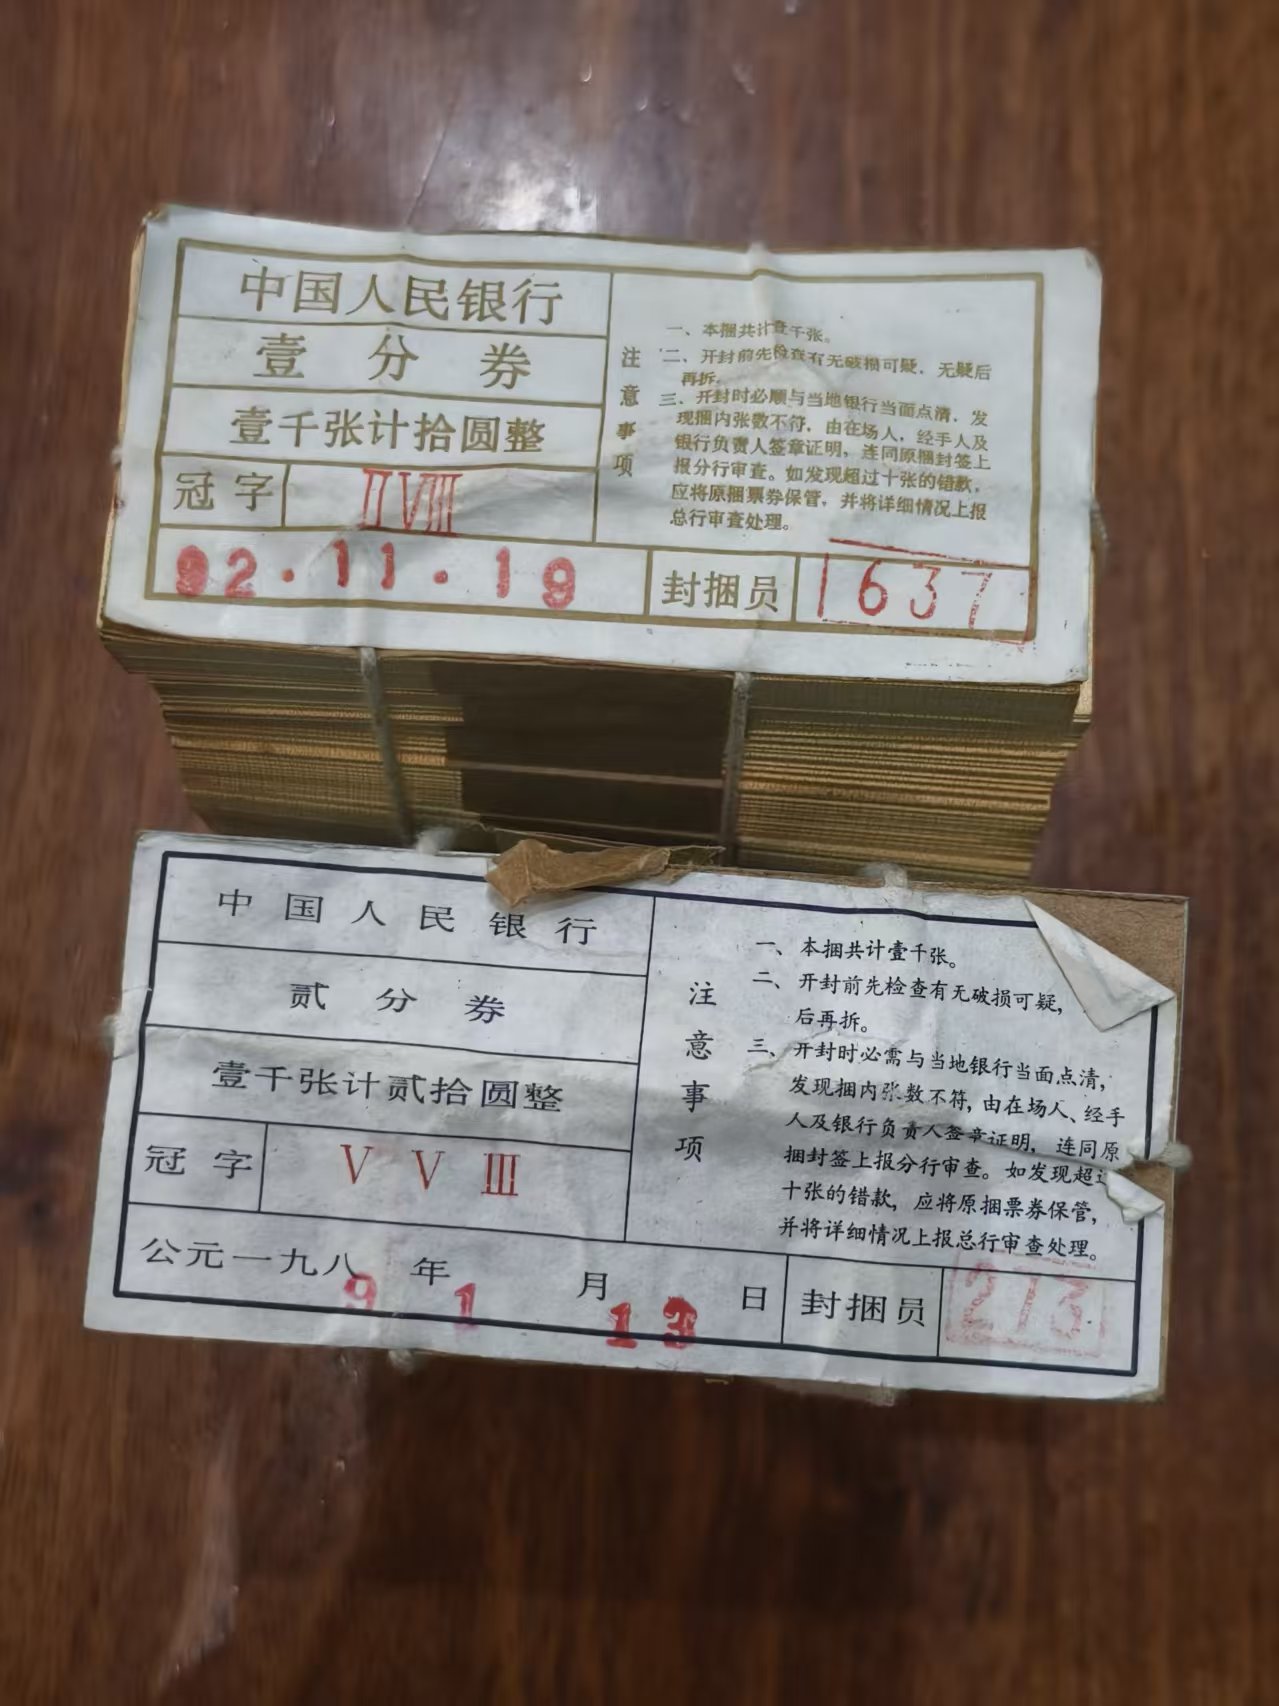 中国人民银行
壹分券
壹千张计拾圆整
冠字 ⅡⅤⅢ
92.11.19
封捆员 1637
注意事项
一、本捆共计壹千张。
二、开封前先检查有无破损可疑，无疑后
再拆。
三、开封时必顺与当地银行当面点清，发
现捆内张数不符，由在场人，经手人及
银行负责人签章证明，连同原捆封签上
报分行审查。如发现超过十张的错款，
应将原捆票券保管，并将详细情况上报
总行审查处理。
中国人民银行
贰分券
壹千张计贰拾圆整
冠字 ⅤⅤⅢ
公元一九八 年 月 日
9 1 13
封捆员 273
注意事项
一、本捆共计壹千张。
二、开封前先检查有无破损可疑，
后再拆。
三、开封时必需与当地银行当面点清，
发现捆内张数不符，由在场人、经手
人及银行负责人签章证明，连同原
捆封签上报分行审查。如发现超
十张的错款，应将原捆票券保管，
并将详细情况上报总行审查处理。